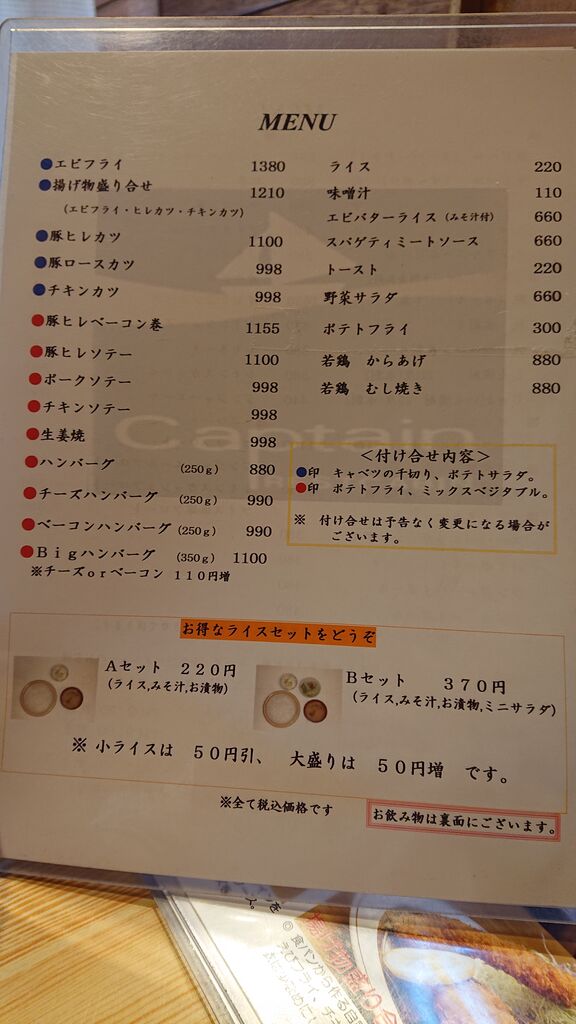 MENU
●エビフライ 1380
●揚げ物盛り合せ 1210
(エビフライ・ヒレカツ・チキンカツ)
●豚ヒレカツ 1100
●豚ロースカツ 998
●チキンカツ 998
●豚ヒレベーコン巻 1155
●豚ヒレソテー 1100
●ポークソテー 998
●チキンソテー 998
●生姜焼 998
●ハンバーグ (250g) 880
●チーズハンバーグ (250g) 990
●ベーコンハンバーグ (250g) 990
●Bigハンバーグ (350g) 1100
※チーズorベーコン 110円増
ライス 220
味噌汁 110
エビバターライス (みそ汁付) 660
スパゲティミートソース 660
トースト 220
野菜サラダ 660
ポテトフライ 300
若鶏 からあげ 880
若鶏 むし焼き 880
Captain
<付け合せ内容>
●印 キャベツの千切り、ポテトサラダ。
●印 ポテトフライ、ミックスベジタブル。
※ 付け合せは予告なく変更になる場合が
ございます。
お得なライスセットをどうぞ
Aセット 220円
(ライス,みそ汁,お漬物)
Bセット 370円
(ライス,みそ汁,お漬物,ミニサラダ)
※ 小ライスは 50円引、 大盛りは 50円増 です。
※全て税込価格です
お飲み物は裏面にございます。
◎食パンから作る自